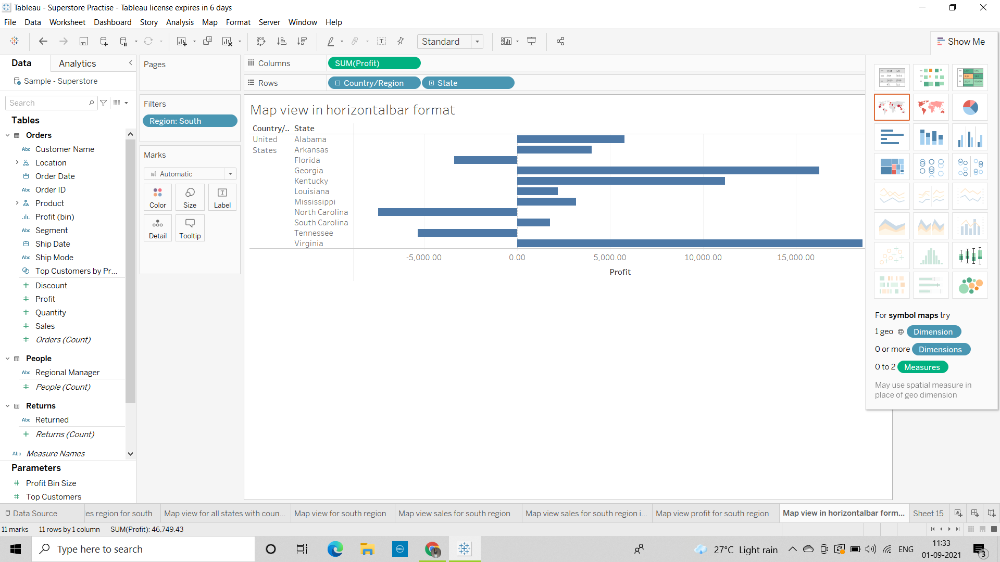 Tableau - Superstore Practise - Tableau license expires in 6 days
File Data Worksheet Dashboard Story Analysis Map Format Server Window Help
Standard
Show Me
Data Analytics
Sample - Superstore
Search
Tables
Orders
Abc Customer Name
Location
Order Date
Abc Order ID
Product
Profit (bin)
Abc Segment
Ship Date
Abc Ship Mode
Top Customers by Pr...
# Discount
# Profit
# Quantity
# Sales
# Orders (Count)
People
Abc Regional Manager
# People (Count)
Returns
Abc Returned
# Returns (Count)
Abc Measure Names
Parameters
# Profit Bin Size
# Top Customers
Pages
Filters
Region: South
Marks
Automatic
Color Size Label
Detail Tooltip
Columns SUM(Profit)
Rows Country/Region State
Map view in horizontalbar format
Country/.. State
United States
Alabama
Arkansas
Florida
Georgia
Kentucky
Louisiana
Mississippi
North Carolina
South Carolina
Tennessee
Virginia
-5,000.00 0.00 5,000.00 10,000.00 15,000.00
Profit
For symbol maps try
1 geo Dimension
0 or more Dimensions
0 to 2 Measures
May use spatial measure in
place of geo dimension
Data Source es region for south Map view for all states with coun... Map view for south region Map view sales for south region Map view sales for south region i... Map view profit for south region Map view in horizontalbar form... Sheet 15
11 marks 11 rows by 1 column SUM(Profit): 46,749.43
Type here to search
27°C Light rain
ENG
11:33
01-09-2021
3